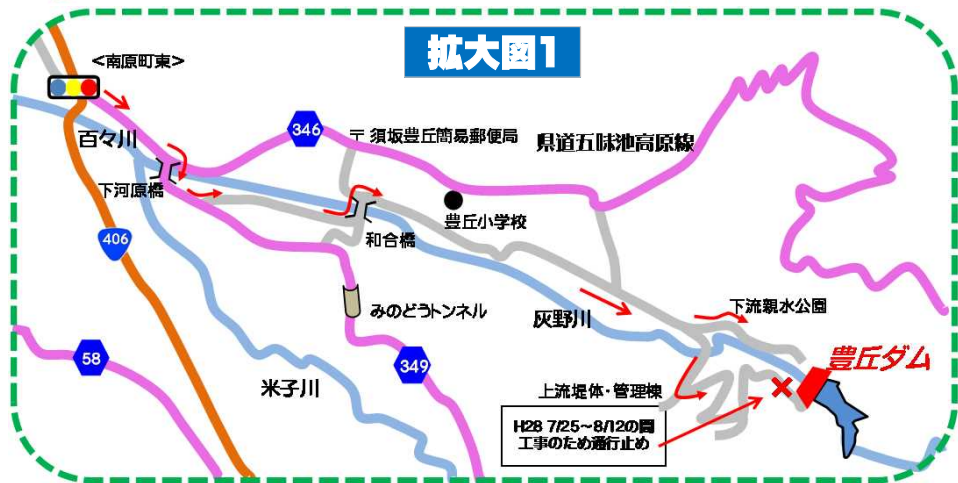 拡大図1
<南原町東>
346
〒須坂豊丘簡易郵便局
県道五味池高原線
百々川
下河原橋
豊丘小学校
和合橋
406
みのどうトンネル
灰野川
下流親水公園
豊丘ダム
58
349
米子川
上流堤体・管理棟
H28 7/25～8/12の間
工事のため通行止め